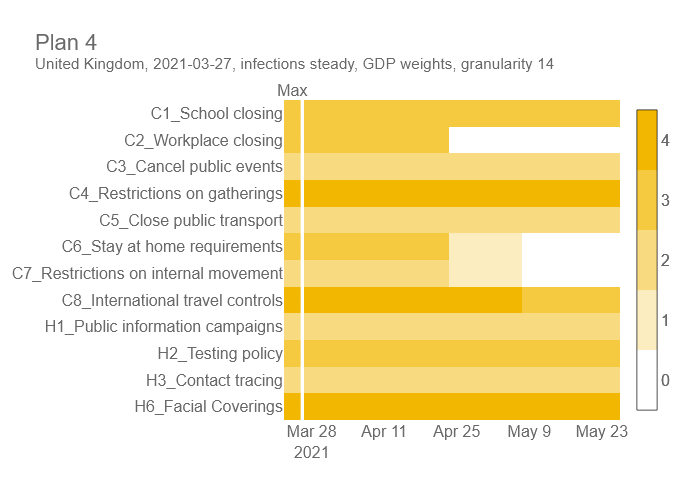 Plan 4
United Kingdom, 2021-03-27, infections steady, GDP weights, granularity 14
Max
C1_School closing
C2_Workplace closing
C3_Cancel public events
C4_Restrictions on gatherings
C5_Close public transport
C6_Stay at home requirements
C7_Restrictions on internal movement
C8_International travel controls
H1_Public information campaigns
H2_Testing policy
H3_Contact tracing
H6_Facial Coverings
4
3
2
1
0
Mar 28 Apr 11 Apr 25 May 9 May 23
2021